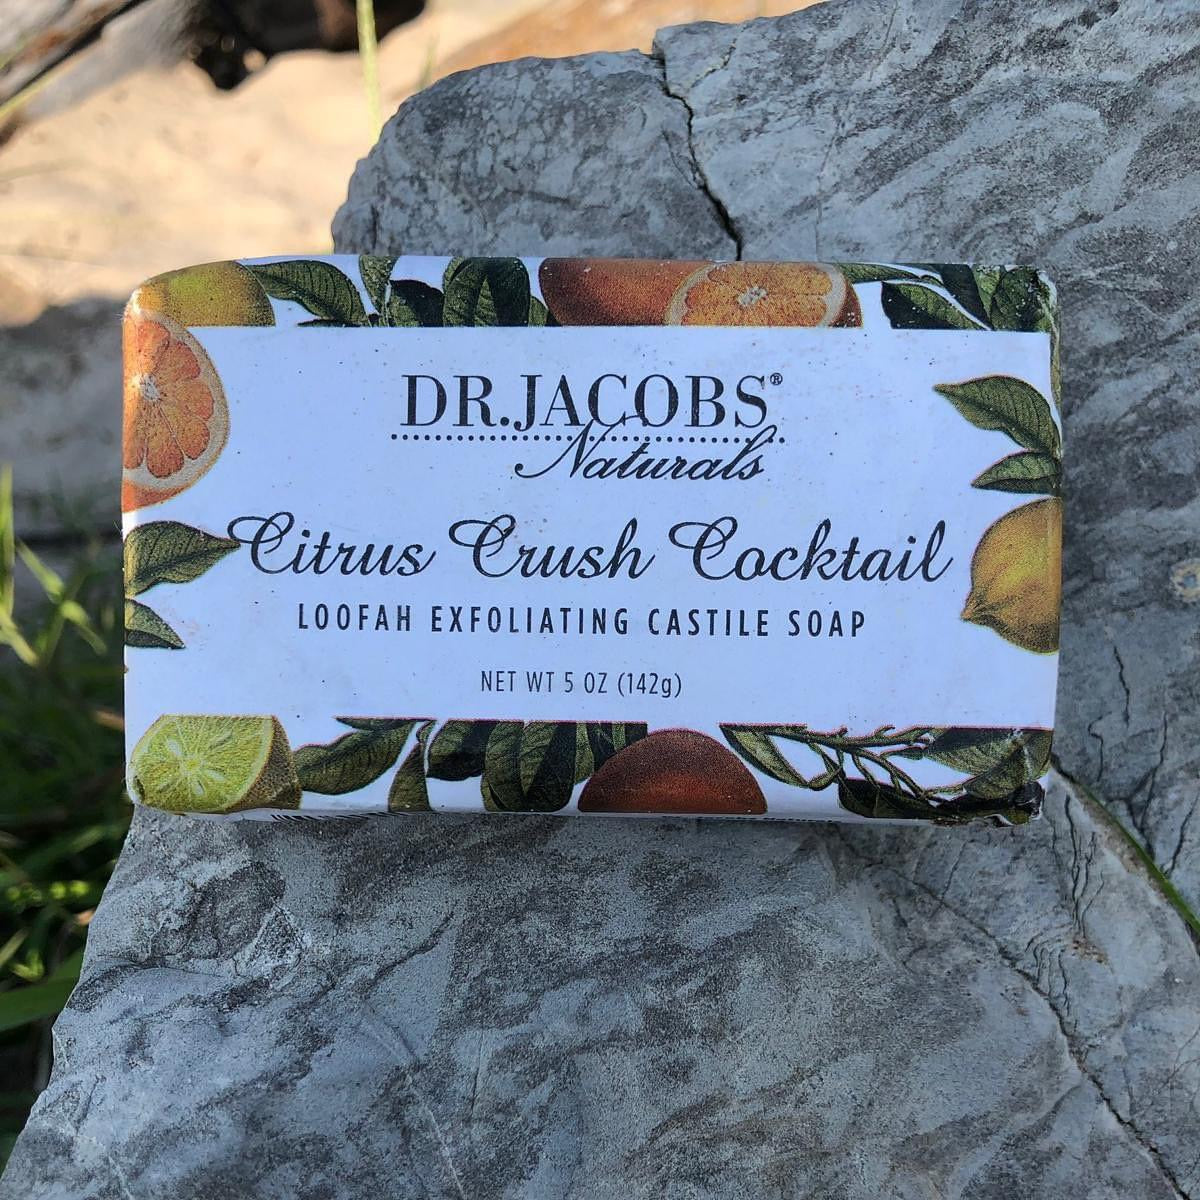 DR.JACOBS®
Naturals
Citrus Crush Cocktail
LOOFAH EXFOLIATING CASTILE SOAP
NET WT 5 OZ (142g)